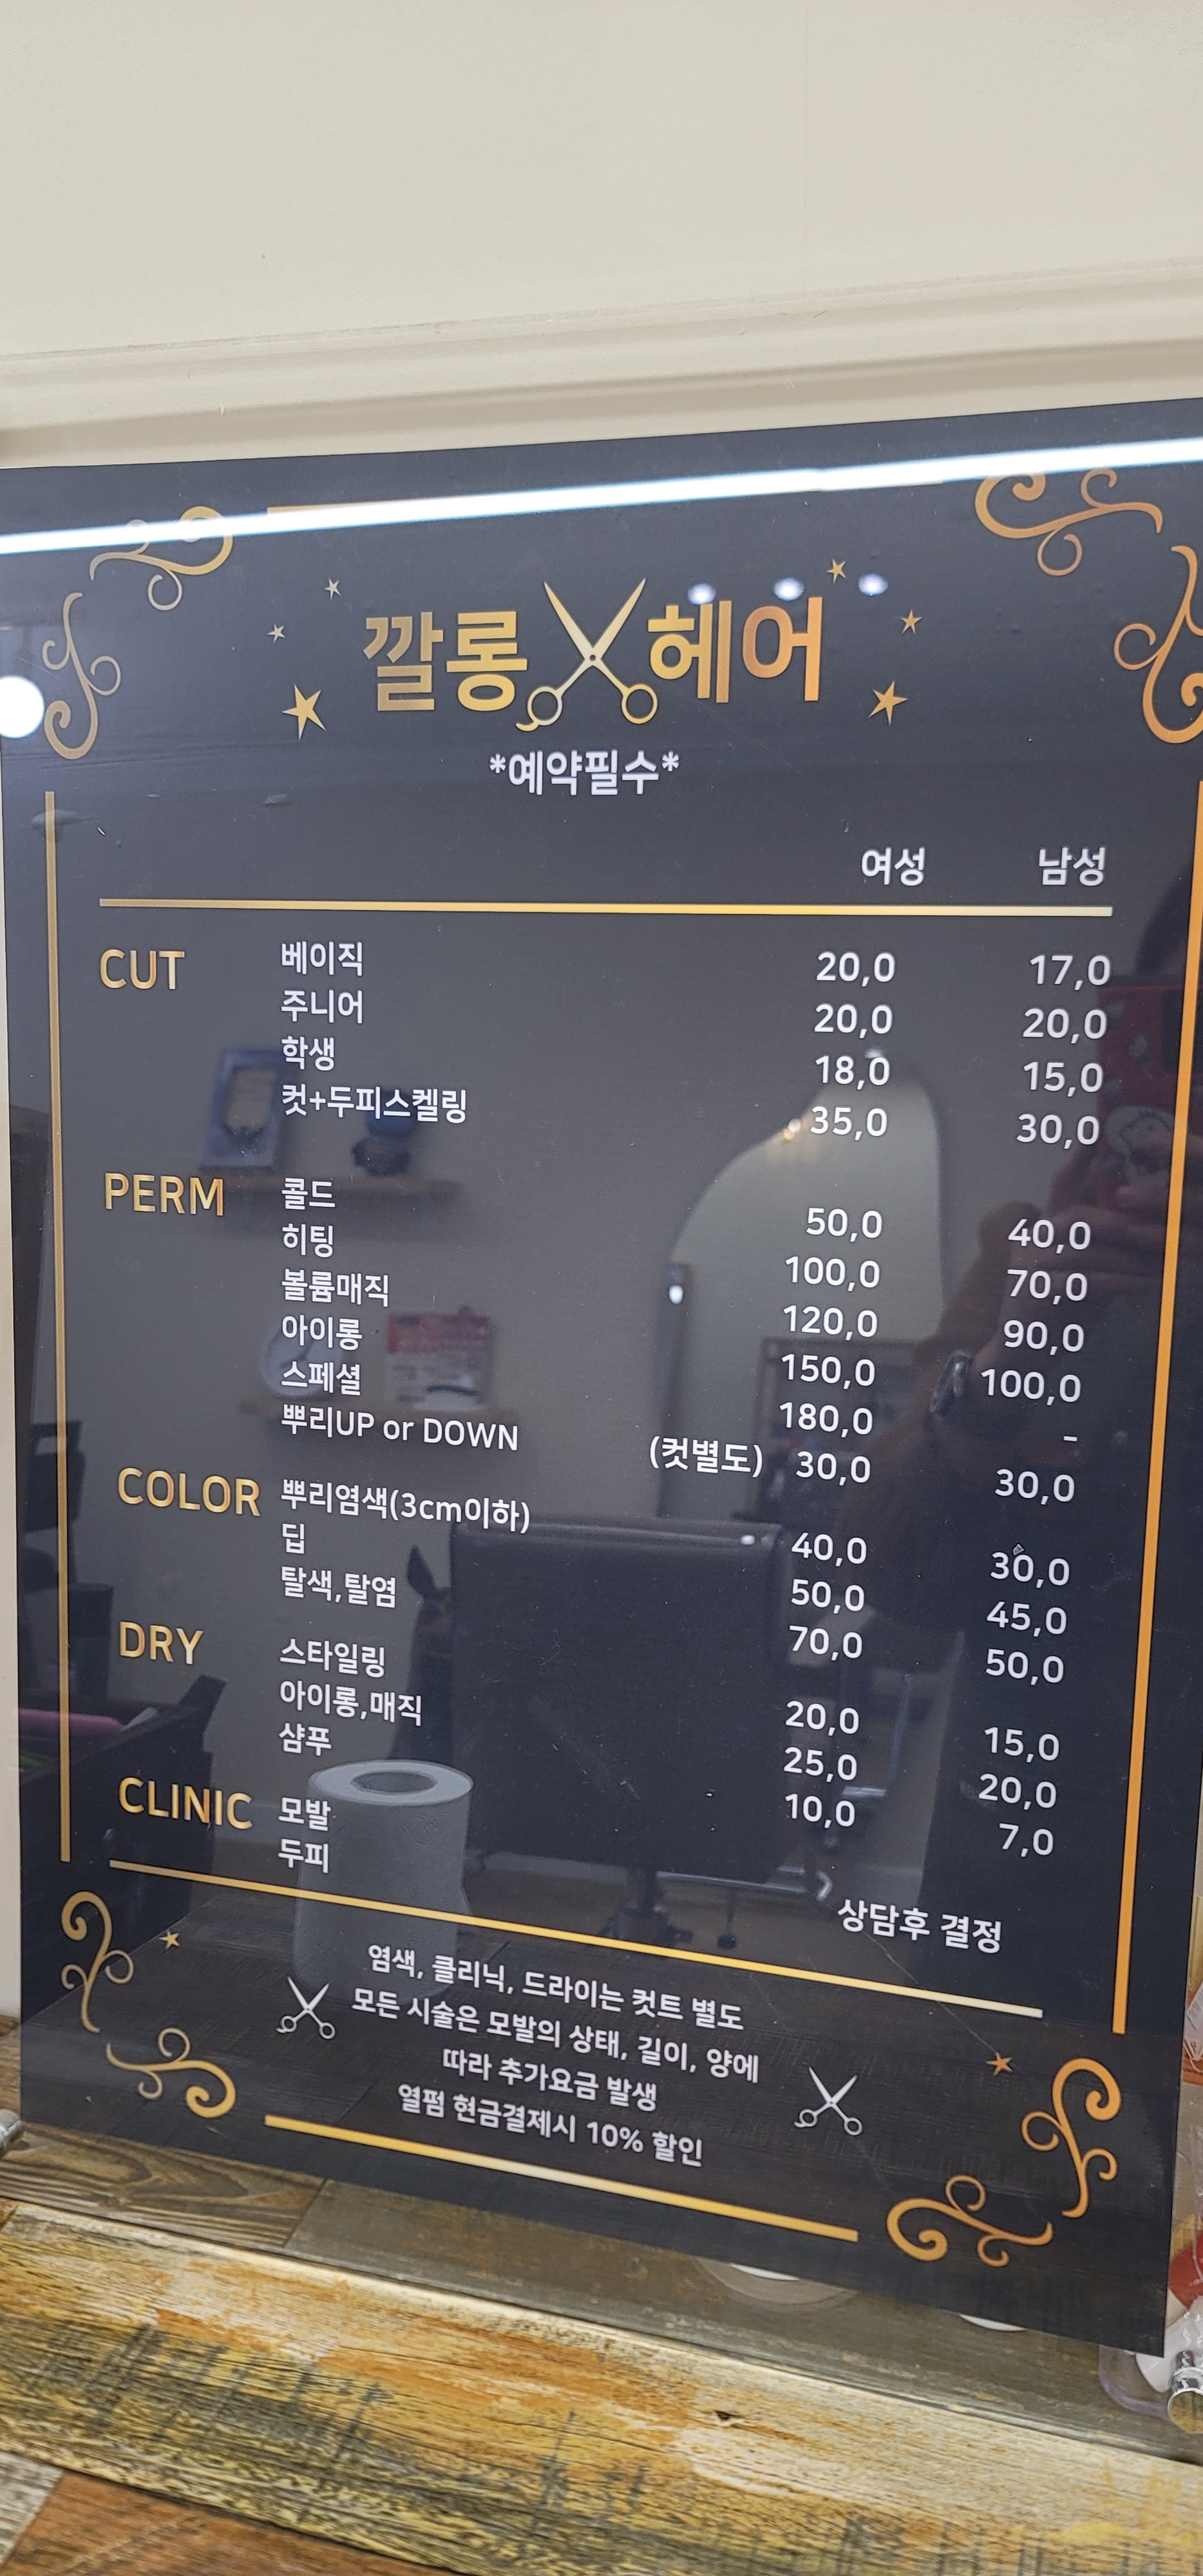 깔롱 헤어
*예약필수*
여성 남성
CUT 베이직 20,0 17,0
주니어 20,0 20,0
학생 18,0 15,0
컷+두피스켈링 35,0 30,0
PERM 콜드 50,0 40,0
히팅 100,0 70,0
볼륨매직 120,0 90,0
아이롱 150,0 100,0
스페셜 180,0 -
뿌리UP or DOWN (컷별도) 30,0 30,0
COLOR 뿌리염색(3cm이하) 40,0 30,0
딥 50,0 45,0
탈색,탈염 70,0 50,0
DRY 스타일링 20,0 15,0
아이롱,매직 25,0 20,0
샴푸 10,0 7,0
CLINIC 모발
두피
상담후 결정
염색, 클리닉, 드라이는 컷트 별도
모든 시술은 모발의 상태, 길이, 양에
따라 추가요금 발생
열펌 현금결제시 10% 할인